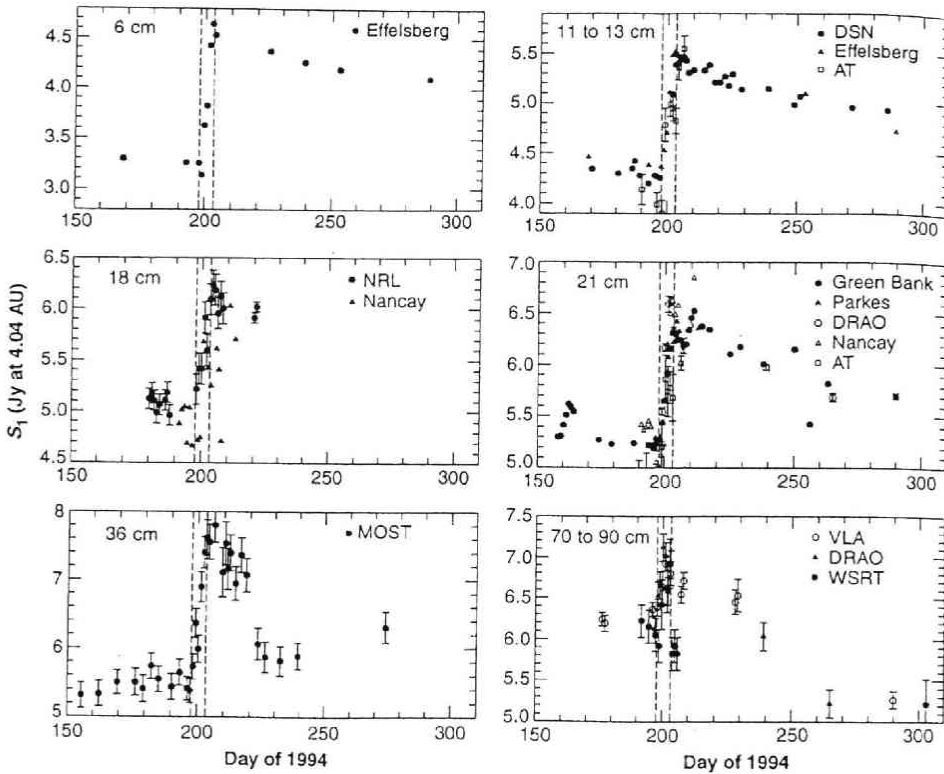 6 cm
Effelsberg
4.5
4.0
3.5
3.0
150 200 250 300
11 to 13 cm
DSN
Effelsberg
AT
5.5
5.0
4.5
4.0
150 200 250 300
18 cm
NRL
Nancay
6.5
6.0
5.5
5.0
4.5
150 200 250 300
21 cm
Green Bank
Parkes
DRAO
Nancay
AT
7.0
6.5
6.0
5.5
5.0
150 200 250 300
S1 (Jy at 4.04 AU)
36 cm
MOST
8
7
6
5
150 200 250 300
Day of 1994
70 to 90 cm
VLA
DRAO
WSRT
7.5
7.0
6.5
6.0
5.5
5.0
150 200 250 300
Day of 1994